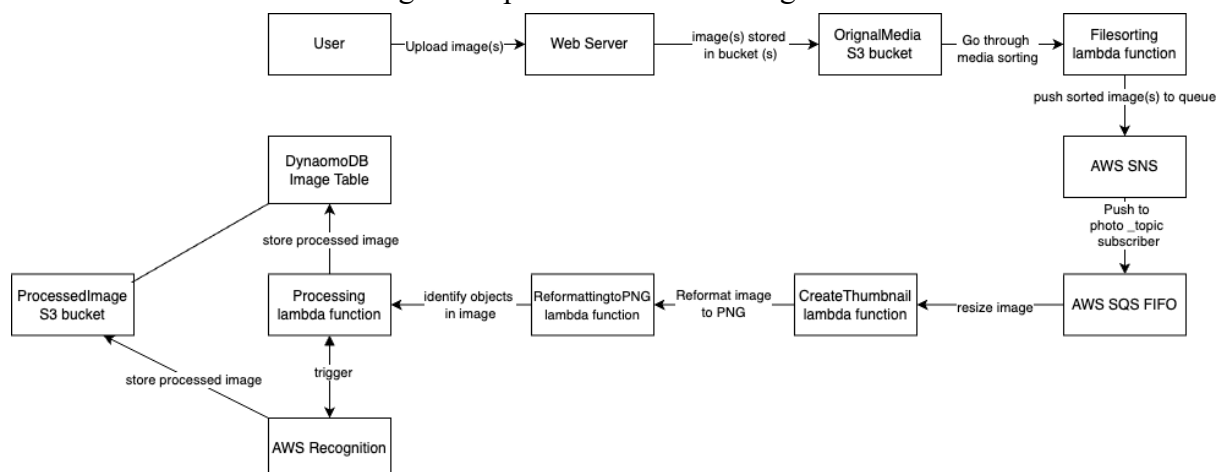 User
Upload image(s)
Web Server
image(s) stored
in bucket (s)
OrignalMedia
S3 bucket
Go through
media sorting
Filesorting
lambda function
push sorted image(s) to queue
AWS SNS
Push to
photo _topic
subscriber
AWS SQS FIFO
resize image
CreateThumbnail
lambda function
Reformat image
to PNG
ReformattingtoPNG
lambda function
identify objects
in image
Processing
lambda function
store processed image
DynaomoDB
Image Table
trigger
AWS Recognition
store processed image
ProcessedImage
S3 bucket